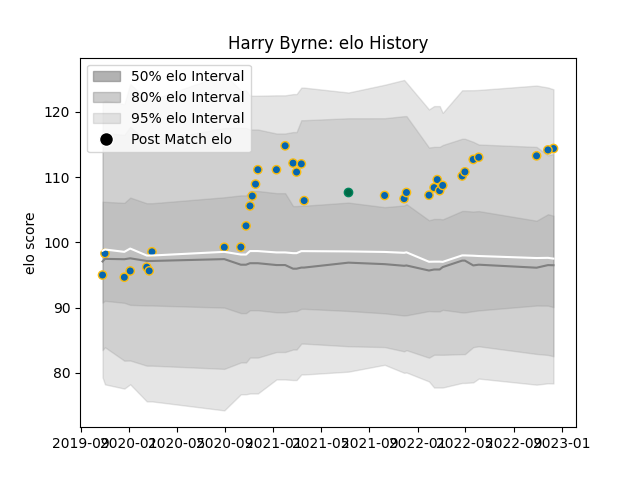 Harry Byrne: elo History
50% elo Interval
80% elo Interval
95% elo Interval
Post Match elo
elo score
120
110
100
90
80
2019-09 2020-01 2020-05 2020-09 2021-01 2021-05 2021-09 2022-01 2022-05 2022-09 2023-01